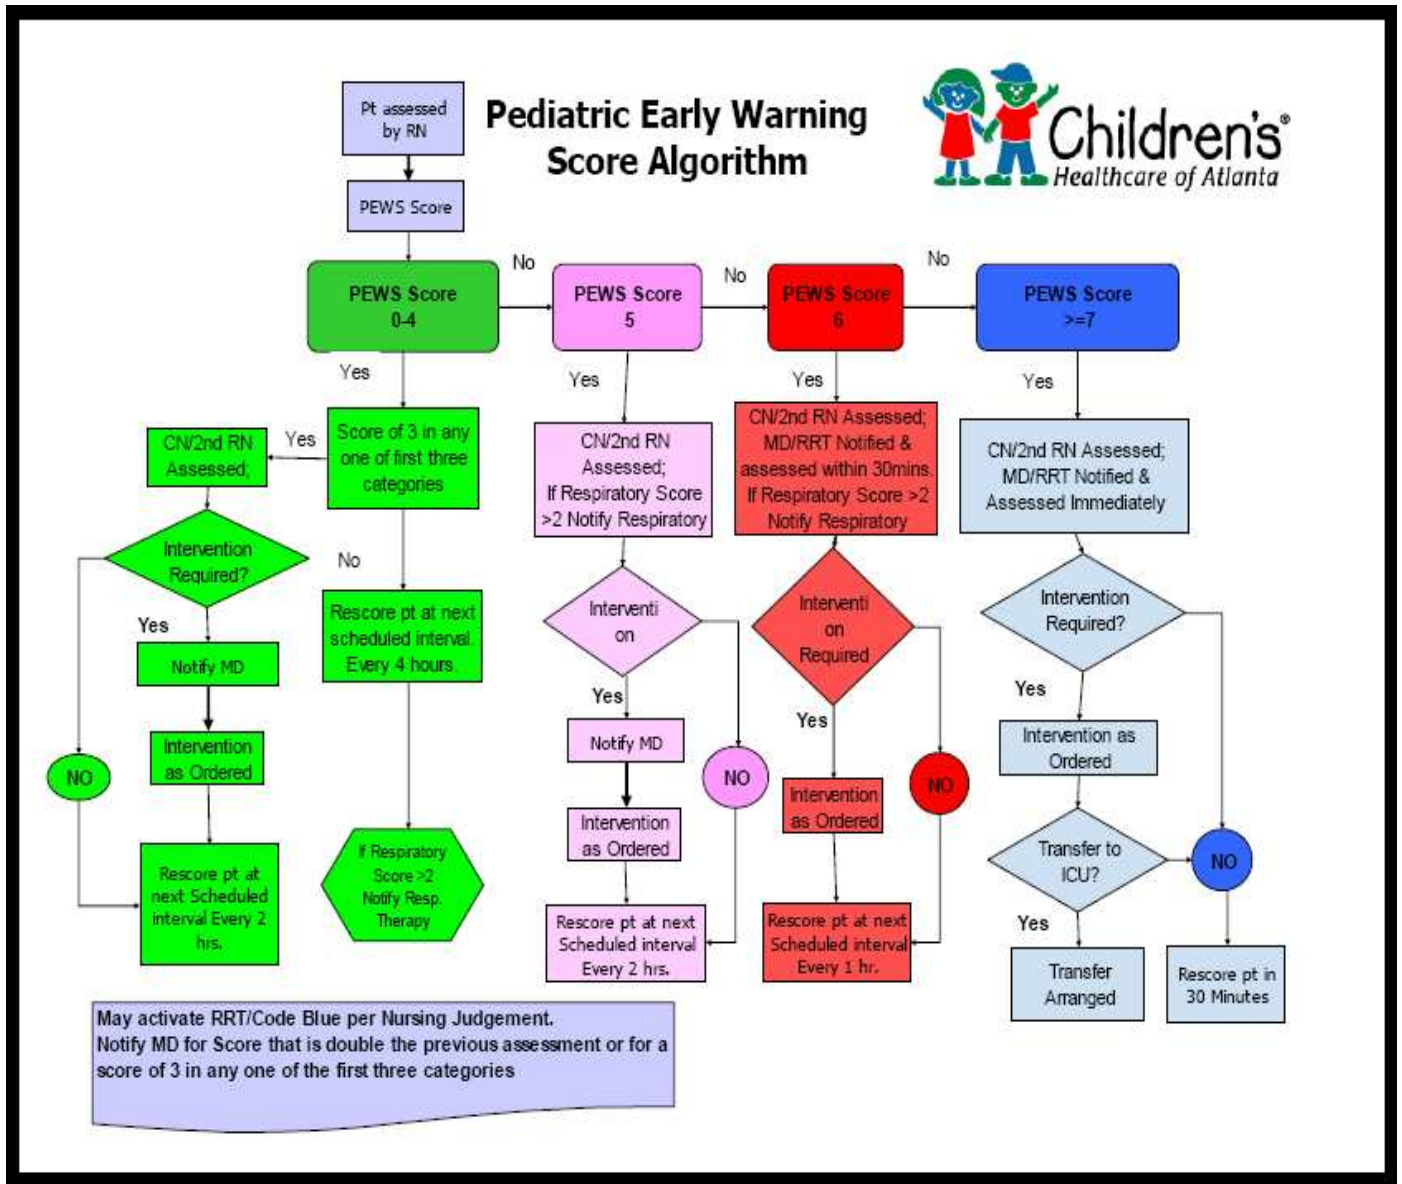 Pt assessed
by RN
Pediatric Early Warning
Score Algorithm
Children's®
Healthcare of Atlanta
PEWS Score
PEWS Score
0-4
No
PEWS Score
5
No
PEWS Score
6
No
PEWS Score
>=7
Yes
Yes
Yes
Yes
CN/2nd RN
Assessed;
Yes
Score of 3 in any
one of first three
categories
CN/2nd RN
Assessed;
If Respiratory Score
>2 Notify Respiratory
CN/2nd RN Assessed;
MD/RRT Notified &
assessed within 30mins.
If Respiratory Score >2
Notify Respiratory
CN/2nd RN Assessed;
MD/RRT Notified &
Assessed Immediately
Intervention
Required?
No
Interventi
on
Interventi
on
Required
Intervention
Required?
Yes
Rescore pt at next
scheduled interval.
Every 4 hours.
Notify MD
Yes
Notify MD
Yes
Yes
Intervention as
Ordered
Intervention
as Ordered
NO
NO
Intervention
as Ordered
NO
Intervention
as Ordered
Transfer to
ICU?
NO
If Respiratory
Score >2
Notify Resp.
Therapy
Rescore pt at
next Scheduled
interval Every 2
hrs.
Rescore pt at next
Scheduled interval
Every 2 hrs.
Rescore pt at next
Scheduled interval
Every 1 hr.
Yes
Transfer
Arranged
Rescore pt in
30 Minutes
May activate RRT/Code Blue per Nursing Judgement.
Notify MD for Score that is double the previous assessment or for a
score of 3 in any one of the first three categories